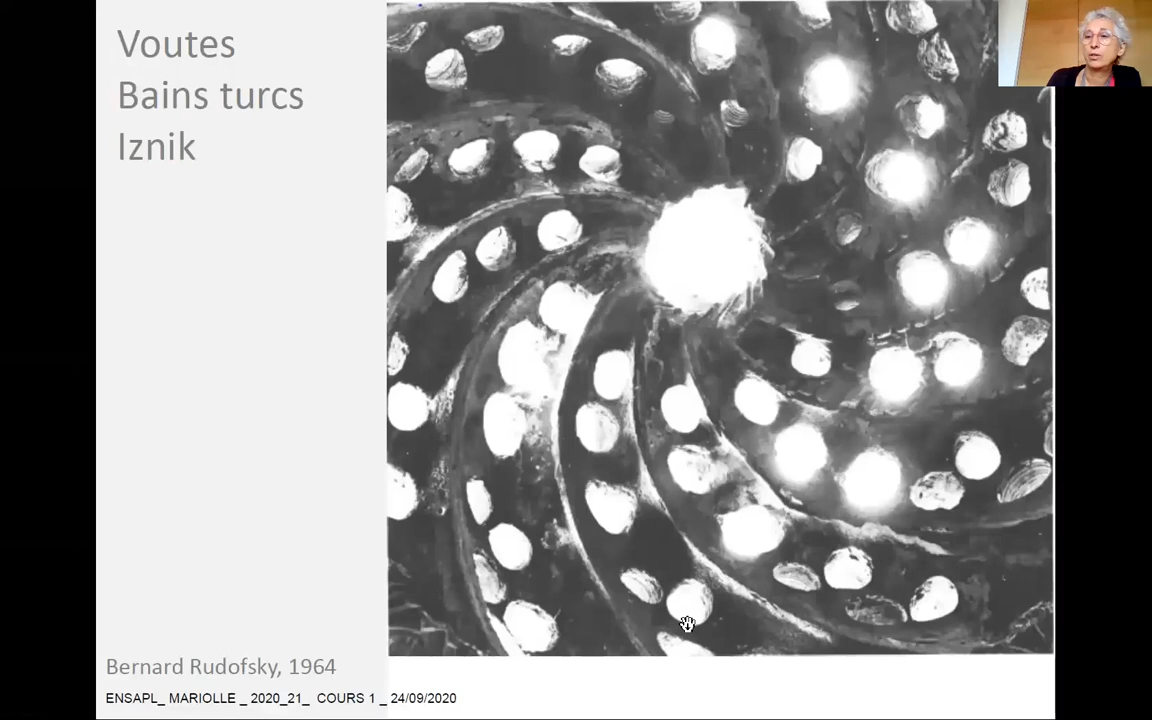 Voutes
Bains turcs
Iznik
Bernard Rudofsky, 1964
ENSAPL_ MARIOLLE _ 2020_21_ COURS 1 _ 24/09/2020